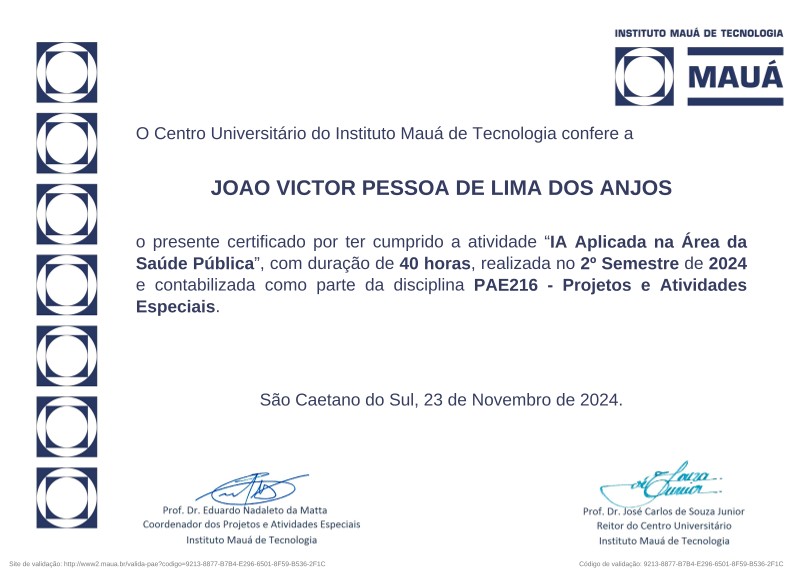 INSTITUTO MAUÁ DE TECNOLOGIA
MAUÁ
O Centro Universitário do Instituto Mauá de Tecnologia confere a
JOAO VICTOR PESSOA DE LIMA DOS ANJOS
o presente certificado por ter cumprido a atividade “IA Aplicada na Área da
Saúde Pública”, com duração de 40 horas, realizada no 2º Semestre de 2024
e contabilizada como parte da disciplina PAE216 - Projetos e Atividades
Especiais.
São Caetano do Sul, 23 de Novembro de 2024.
José Souza
Junior
Prof. Dr. Eduardo Nadaleto da Matta
Coordenador dos Projetos e Atividades Especiais
Instituto Mauá de Tecnologia
Prof. Dr. José Carlos de Souza Junior
Reitor do Centro Universitário
Instituto Mauá de Tecnologia
Site de validação: http://www2.maua.br/valida-pae?codigo=9213-8877-B7B4-E296-6501-8F59-B536-2F1C
Código de validação: 9213-8877-B7B4-E296-6501-8F59-B536-2F1C